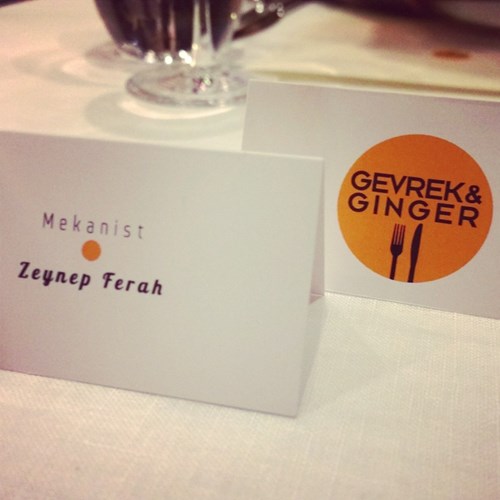 Mekanist
Zeynep Ferah
GEVREK&
GINGER